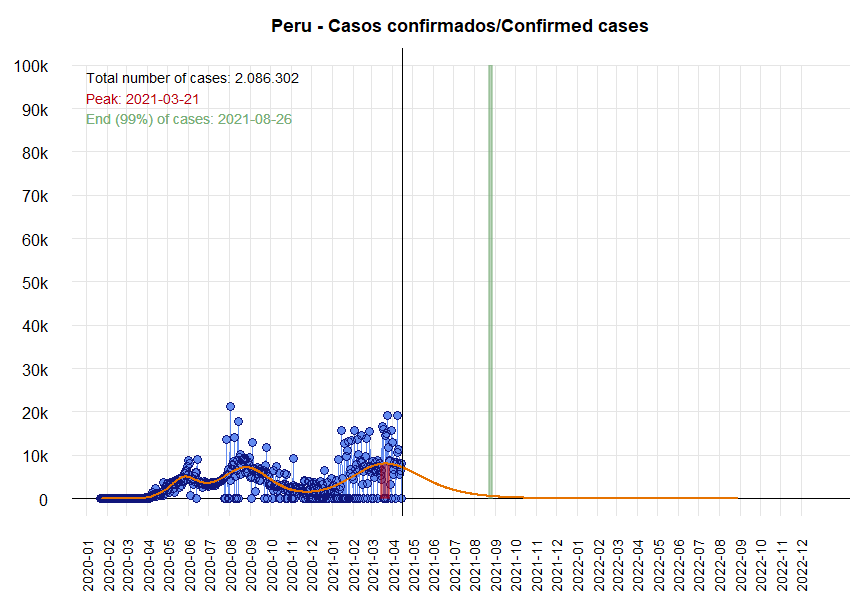 Peru - Casos confirmados/Confirmed cases
100k
90k
80k
70k
60k
50k
40k
30k
20k
10k
0
Total number of cases: 2.086.302
Peak: 2021-03-21
End (99%) of cases: 2021-08-26
2020-01
2020-02
2020-03
2020-04
2020-05
2020-06
2020-07
2020-08
2020-09
2020-10
2020-11
2020-12
2021-01
2021-02
2021-03
2021-04
2021-05
2021-06
2021-07
2021-08
2021-09
2021-10
2021-11
2021-12
2022-01
2022-02
2022-03
2022-04
2022-05
2022-06
2022-07
2022-08
2022-09
2022-10
2022-11
2022-12